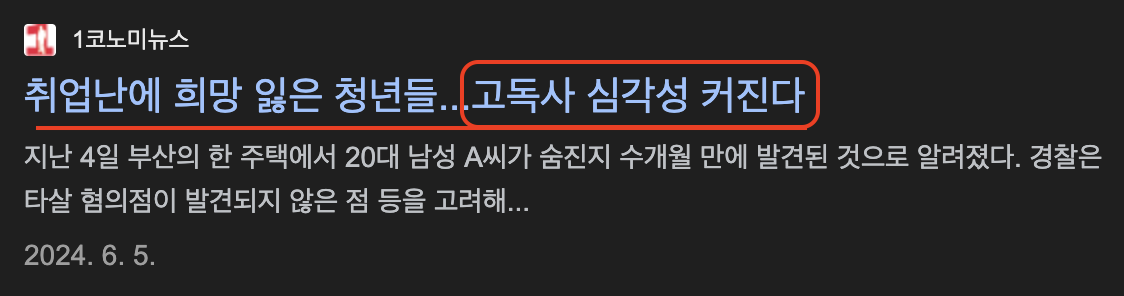 1코노미뉴스
취업난에 희망 잃은 청년들...고독사 심각성 커진다
지난 4일 부산의 한 주택에서 20대 남성 A씨가 숨진지 수개월 만에 발견된 것으로 알려졌다. 경찰은
타살 혐의점이 발견되지 않은 점 등을 고려해...
2024. 6. 5.